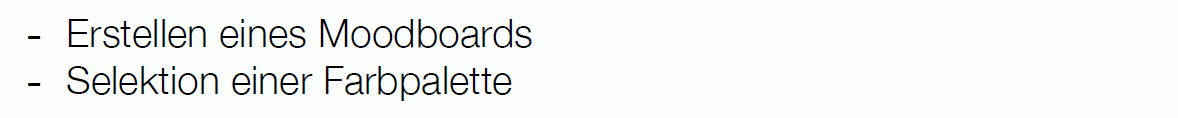 - Erstellen eines Moodboards
- Selektion einer Farbpalette